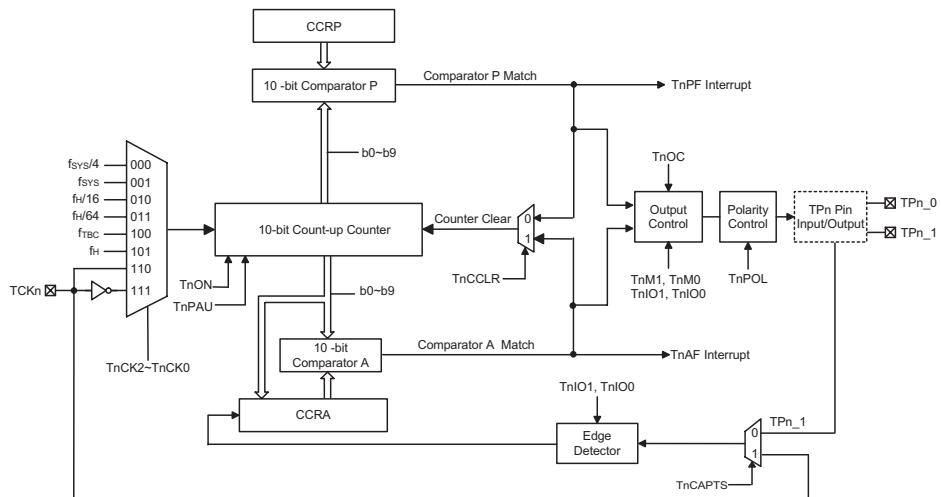 CCRP
10 -bit Comparator P
Comparator P Match
TnPF Interrupt
b0~b9
fSYS/4
000
fSYS
001
fH/16
010
fH/64
011
fTBC
100
fH
101
110
111
TCKn
TnCK2~TnCK0
10-bit Count-up Counter
TnON
TnPAU
Counter Clear
0
1
TnCCLR
TnOC
Output
Control
TnM1, TnM0
TnIO1, TnIO0
Polarity
Control
TnPOL
TPn Pin
Input/Output
TPn_0
TPn_1
b0~b9
10 -bit
Comparator A
Comparator A Match
TnAF Interrupt
CCRA
TnIO1, TnIO0
Edge
Detector
0
1
TPn_1
TnCAPTS